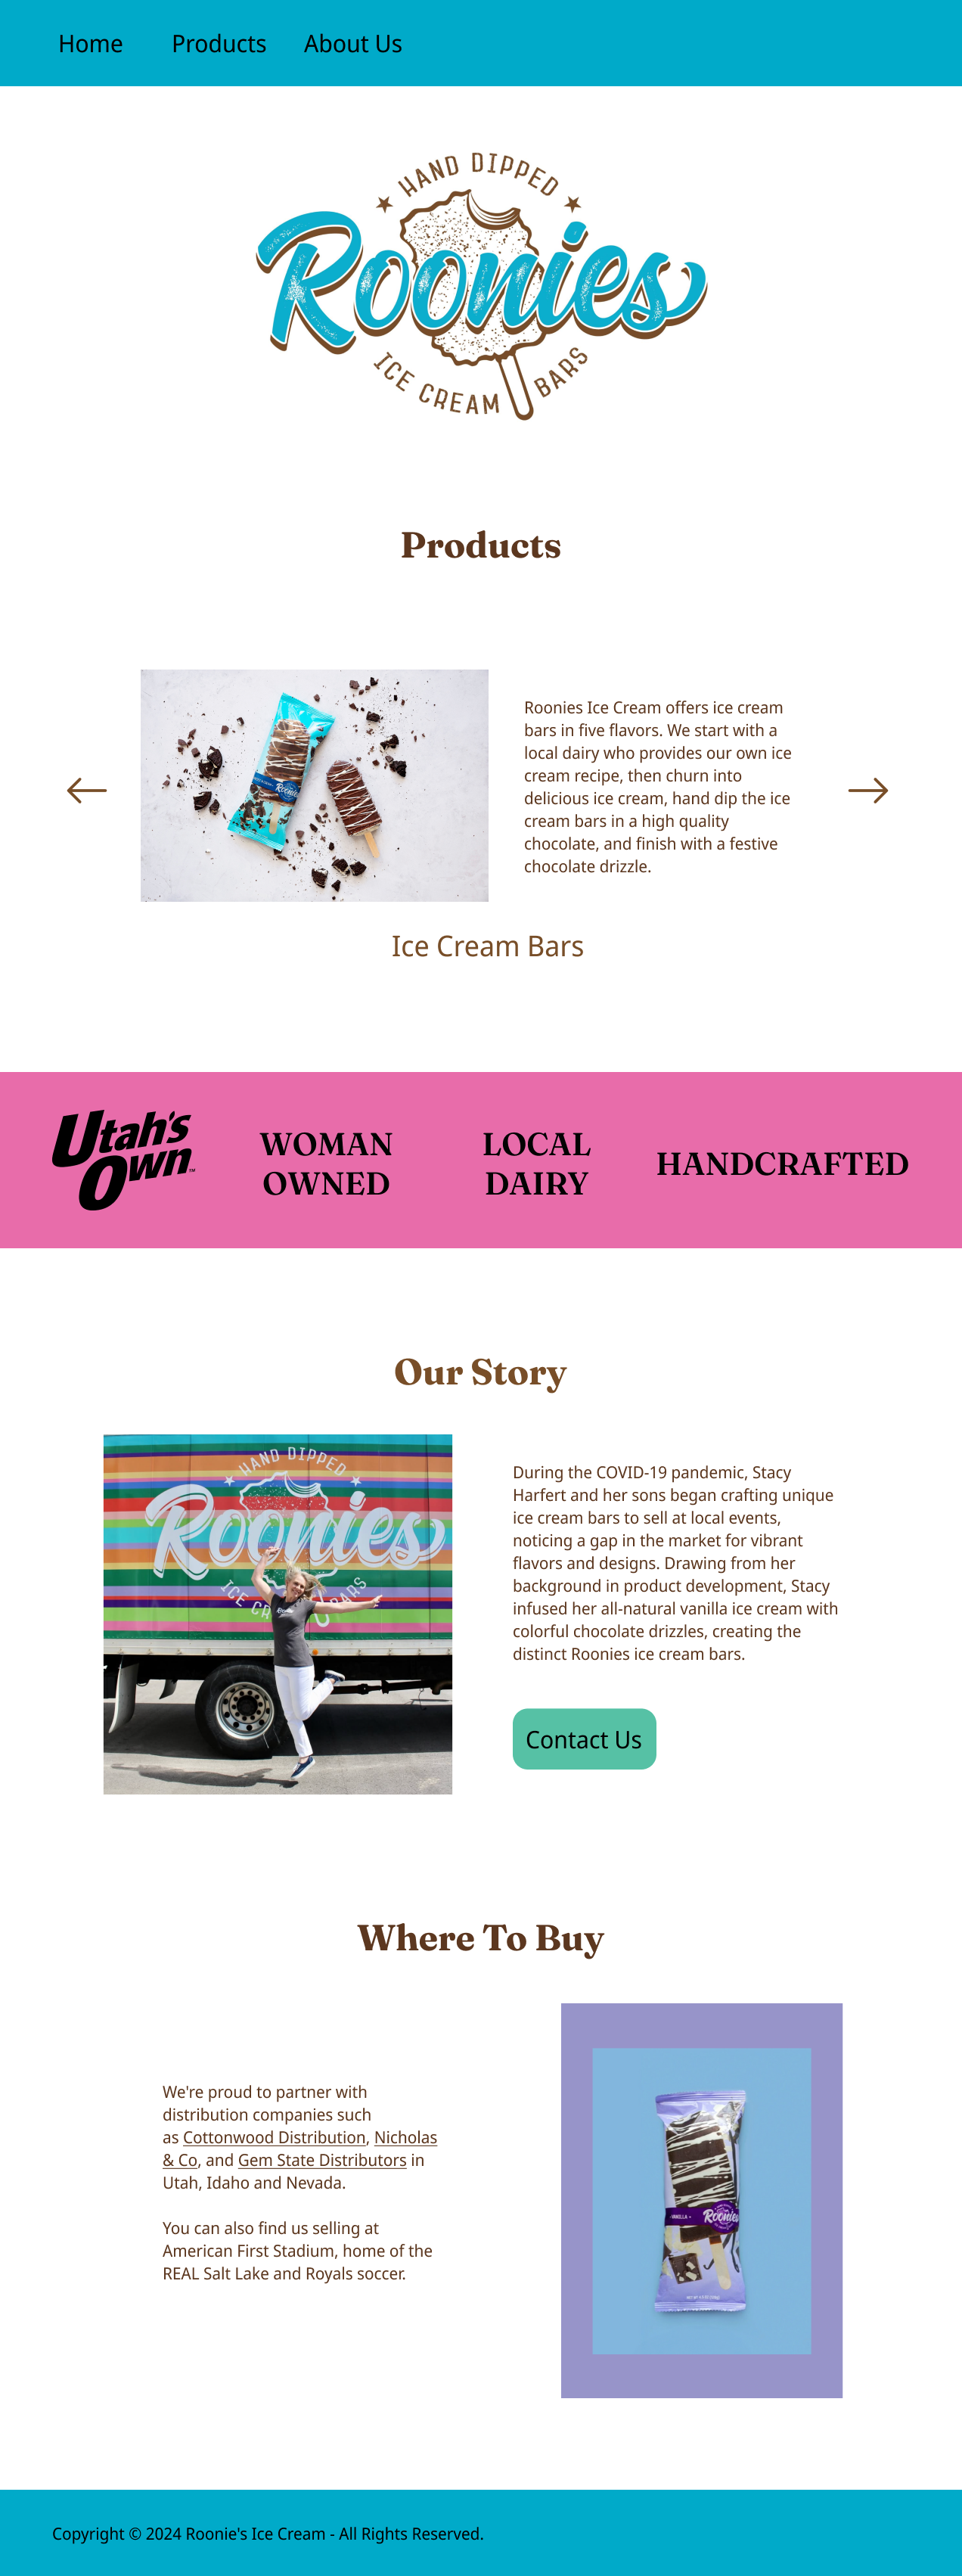 Home Products About Us
HAND DIPPED
Roonies
ICE CREAM BARS
Products
Roonies Ice Cream offers ice cream
bars in five flavors. We start with a
local dairy who provides our own ice
cream recipe, then churn into
delicious ice cream, hand dip the ice
cream bars in a high quality
chocolate, and finish with a festive
chocolate drizzle.
Roonies
Ice Cream Bars
Utah's
Own™
WOMAN
OWNED
LOCAL
DAIRY
HANDCRAFTED
Our Story
HAND DIPPED
Roonies
ICE
BARS
During the COVID-19 pandemic, Stacy
Harfert and her sons began crafting unique
ice cream bars to sell at local events,
noticing a gap in the market for vibrant
flavors and designs. Drawing from her
background in product development, Stacy
infused her all-natural vanilla ice cream with
colorful chocolate drizzles, creating the
distinct Roonies ice cream bars.
Contact Us
Where To Buy
We're proud to partner with
distribution companies such
as Cottonwood Distribution, Nicholas
& Co, and Gem State Distributors in
Utah, Idaho and Nevada.
You can also find us selling at
American First Stadium, home of the
REAL Salt Lake and Royals soccer.
VANILLA
Roonies
Copyright © 2024 Roonie's Ice Cream - All Rights Reserved.